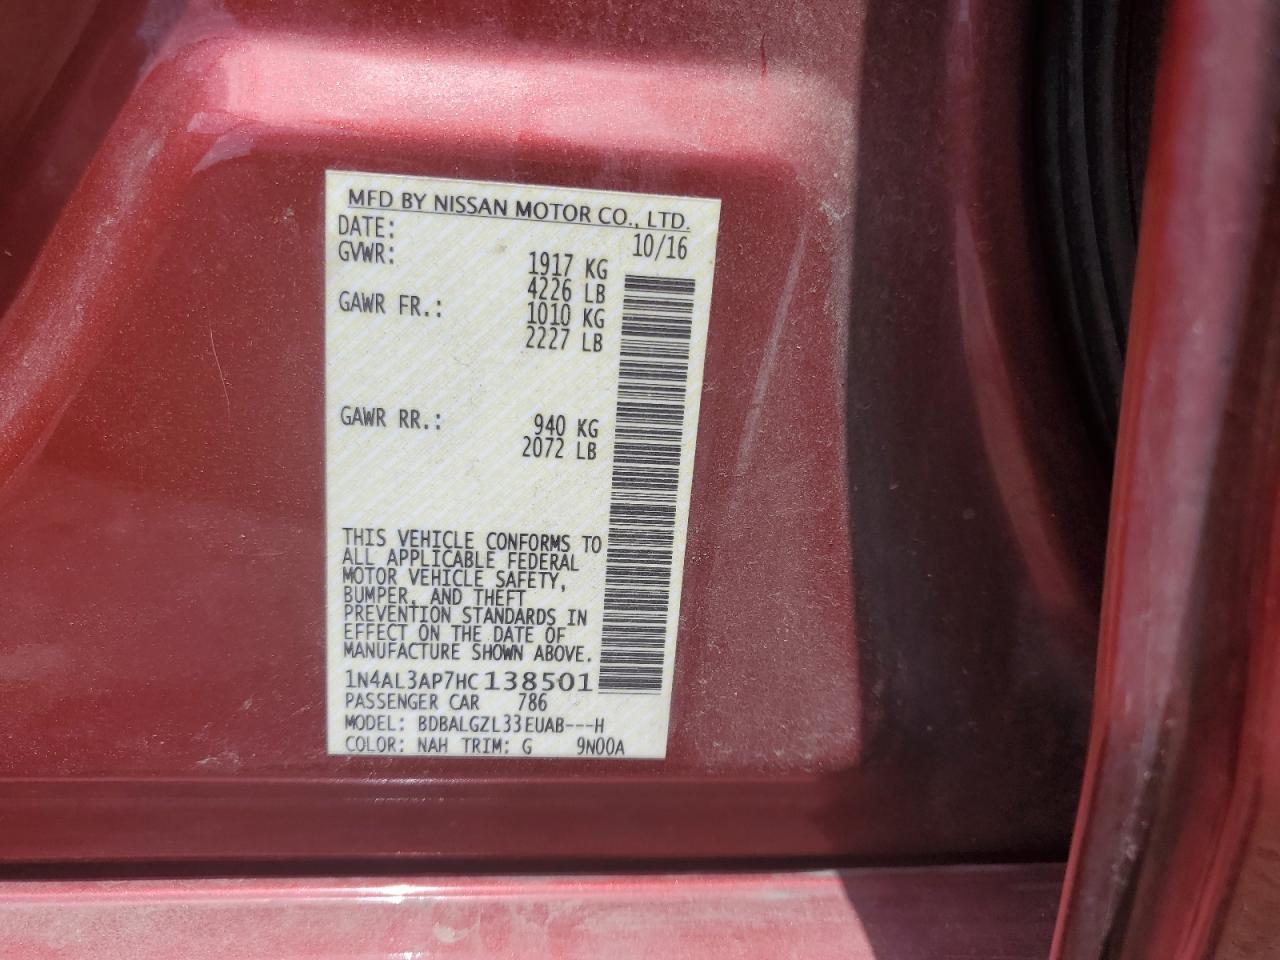 MFD BY NISSAN MOTOR CO., LTD.
DATE: 10/16
GVWR: 1917 KG
4226 LB
GAWR FR.: 1010 KG
2227 LB
GAWR RR.: 940 KG
2072 LB
THIS VEHICLE CONFORMS TO
ALL APPLICABLE FEDERAL
MOTOR VEHICLE SAFETY,
BUMPER, AND THEFT
PREVENTION STANDARDS IN
EFFECT ON THE DATE OF
MANUFACTURE SHOWN ABOVE.
1N4AL3AP7HC138501
PASSENGER CAR 786
MODEL: BDBALGZL33EUAB---H
COLOR: NAH TRIM: G 9N00A